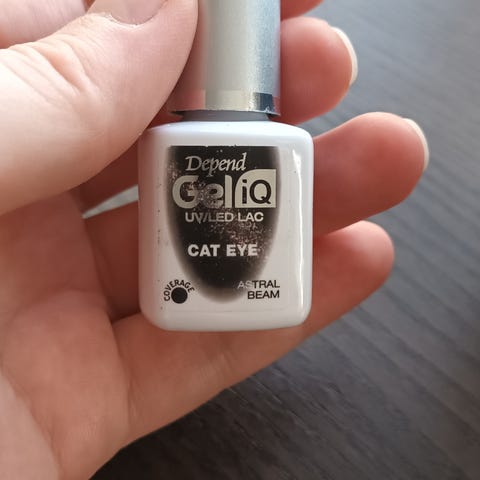 Depend
Gel iQ
UV/LED LAC
CAT EYE
COVERAGE
ASTRAL
BEAM